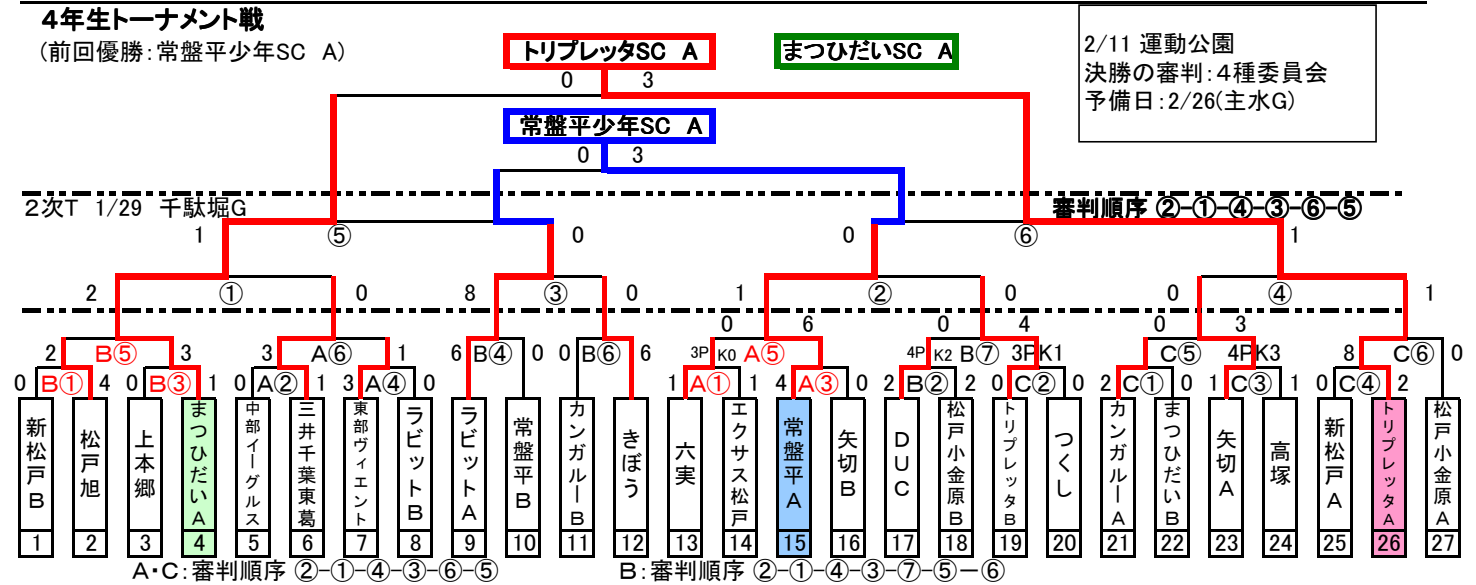 4年生トーナメント戦
(前回優勝:常盤平少年SC A)
トリプレッタSC A
まつひだいSC A
2/11 運動公園
決勝の審判:4種委員会
予備日:2/26(主水G)
0 3
常盤平少年SC A
0 3
2次T 1/29 千駄堀G
審判順序 ②-①-④-③-⑥-⑤
1 ⑤ 0 0 ⑥ 1
2 ① 0 8 ③ 0 1 ② 0 0 ④ 1
0 6 0 4 0 3
2 B⑤ 3 3 A⑥ 1 6 B④ 0 0 B⑥ 6 3P K0 A⑤ 4P K2 B⑦ 3PK1 C⑤ 4PK3 8 C⑥ 0
0 B① 4 0 B③ 1 0 A② 1 3 A④ 0 1 A① 1 4 A③ 0 2 B② 2 2 C② 0 2 C① 0 1 C③ 1 0 C④ 2
新松戸B
松戸旭
上本郷
まつひだいA
中部イーグルス
三井千葉東葛
東部ヴィエント
ラビットB
ラビットA
常盤平B
カンガルーB
きぼう
六実
エクサス松戸
常盤平A
矢切B
DUC
松戸小金原B
トリプレッタB
つくし
カンガルーA
まつひだいB
矢切A
高塚
新松戸A
トリプレッタA
松戸小金原A
1 2 3 4 5 6 7 8 9 10 11 12 13 14 15 16 17 18 19 20 21 22 23 24 25 26 27
A・C:審判順序 ②-①-④-③-⑥-⑤
B:審判順序 ②-①-④-③-⑦-⑤-⑥